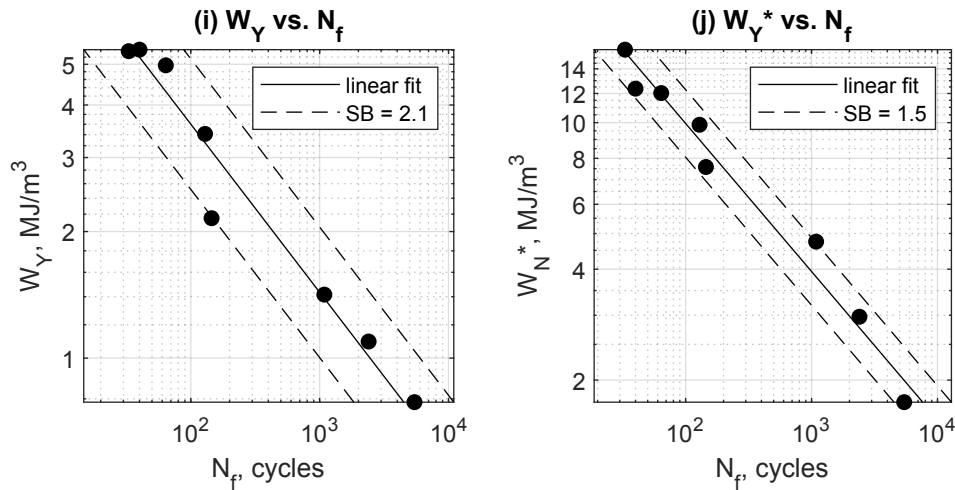 (i) W_Y vs. N_f
5
4
3
2
1
W_Y, MJ/m^3
10^2
10^3
10^4
N_f, cycles
linear fit
SB = 2.1
(j) W_Y* vs. N_f
14
12
10
8
6
4
2
W_N^*, MJ/m^3
10^2
10^3
10^4
N_f, cycles
linear fit
SB = 1.5